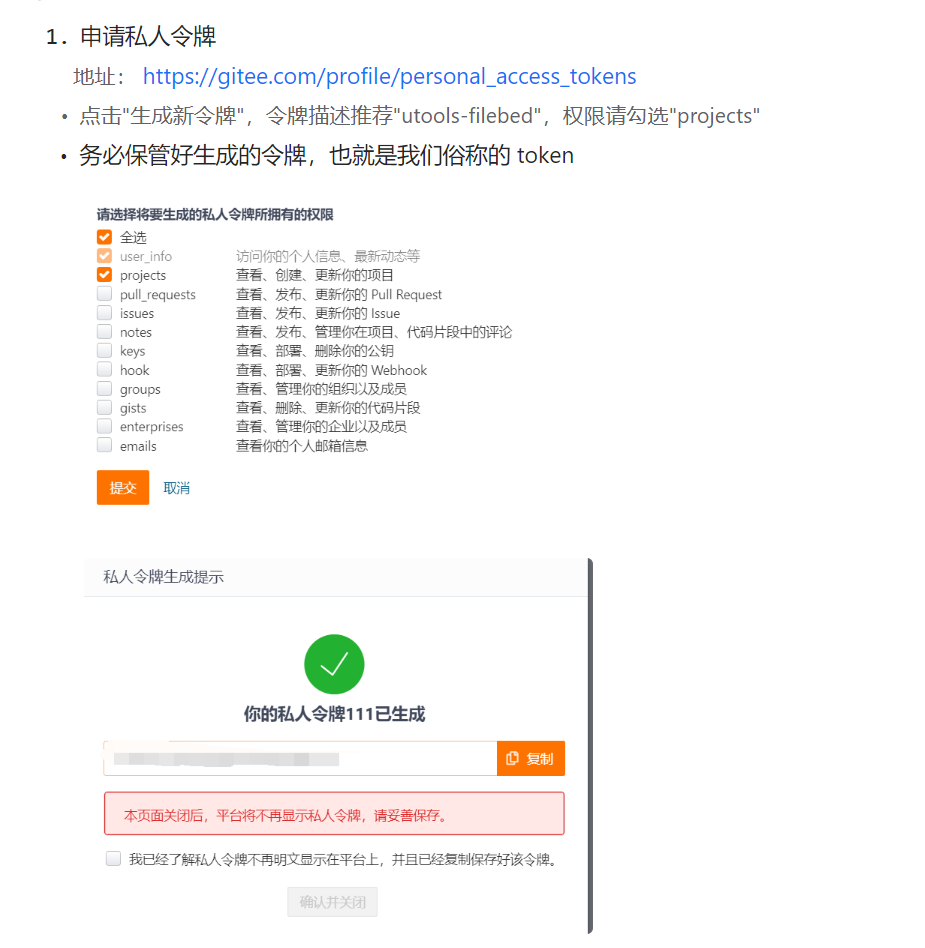 1. 申请私人令牌
地址： https://gitee.com/profile/personal_access_tokens
• 点击"生成新令牌"，令牌描述推荐"utools-filebed"，权限请勾选"projects"
• 务必保管好生成的令牌，也就是我们俗称的 token
请选择将要生成的私人令牌所拥有的权限
全选
user_info 访问你的个人信息、最新动态等
projects 查看、创建、更新你的项目
pull_requests 查看、发布、更新你的 Pull Request
issues 查看、发布、更新你的 Issue
notes 查看、发布、管理你在项目、代码片段中的评论
keys 查看、部署、删除你的公钥
hook 查看、部署、更新你的 Webhook
groups 查看、管理你的组织以及成员
gists 查看、删除、更新你的代码片段
enterprises 查看、管理你的企业以及成员
emails 查看你的个人邮箱信息
提交 取消
私人令牌生成提示
你的私人令牌111已生成
复制
本页面关闭后，平台将不再显示私人令牌，请妥善保存。
我已经了解私人令牌不再明文显示在平台上，并且已经复制保存好该令牌。
确认并关闭